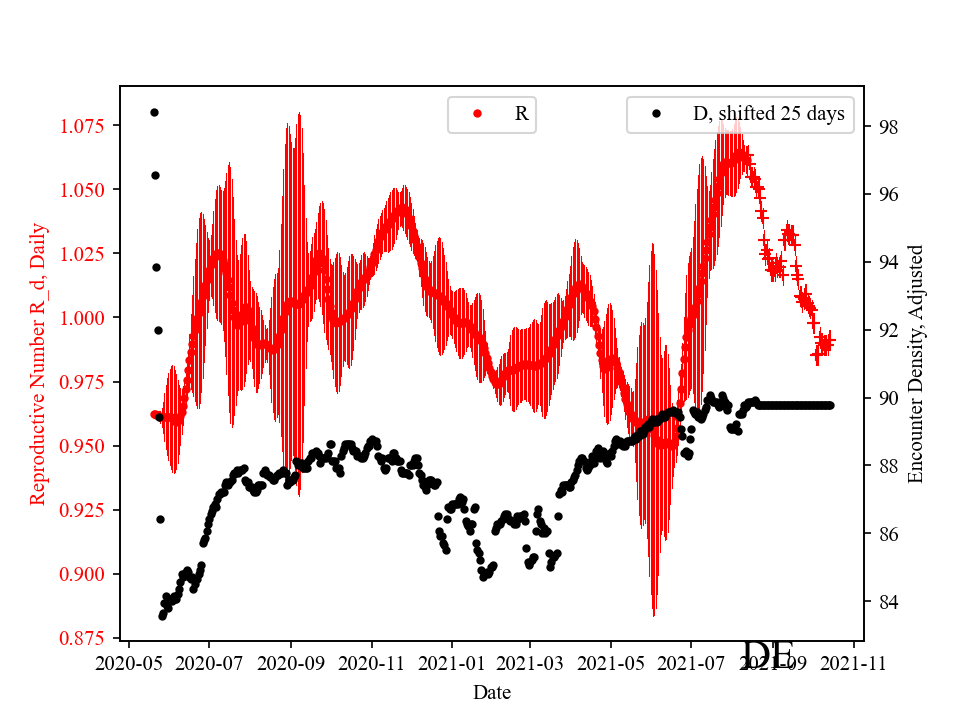 R
D, shifted 25 days
Reproductive Number R_d, Daily
1.075
1.050
1.025
1.000
0.975
0.950
0.925
0.900
0.875
98
96
94
92
90
88
86
84
Encounter Density, Adjusted
2020-05 2020-07 2020-09 2020-11 2021-01 2021-03 2021-05 2021-07 2021-09 2021-11
DE
Date